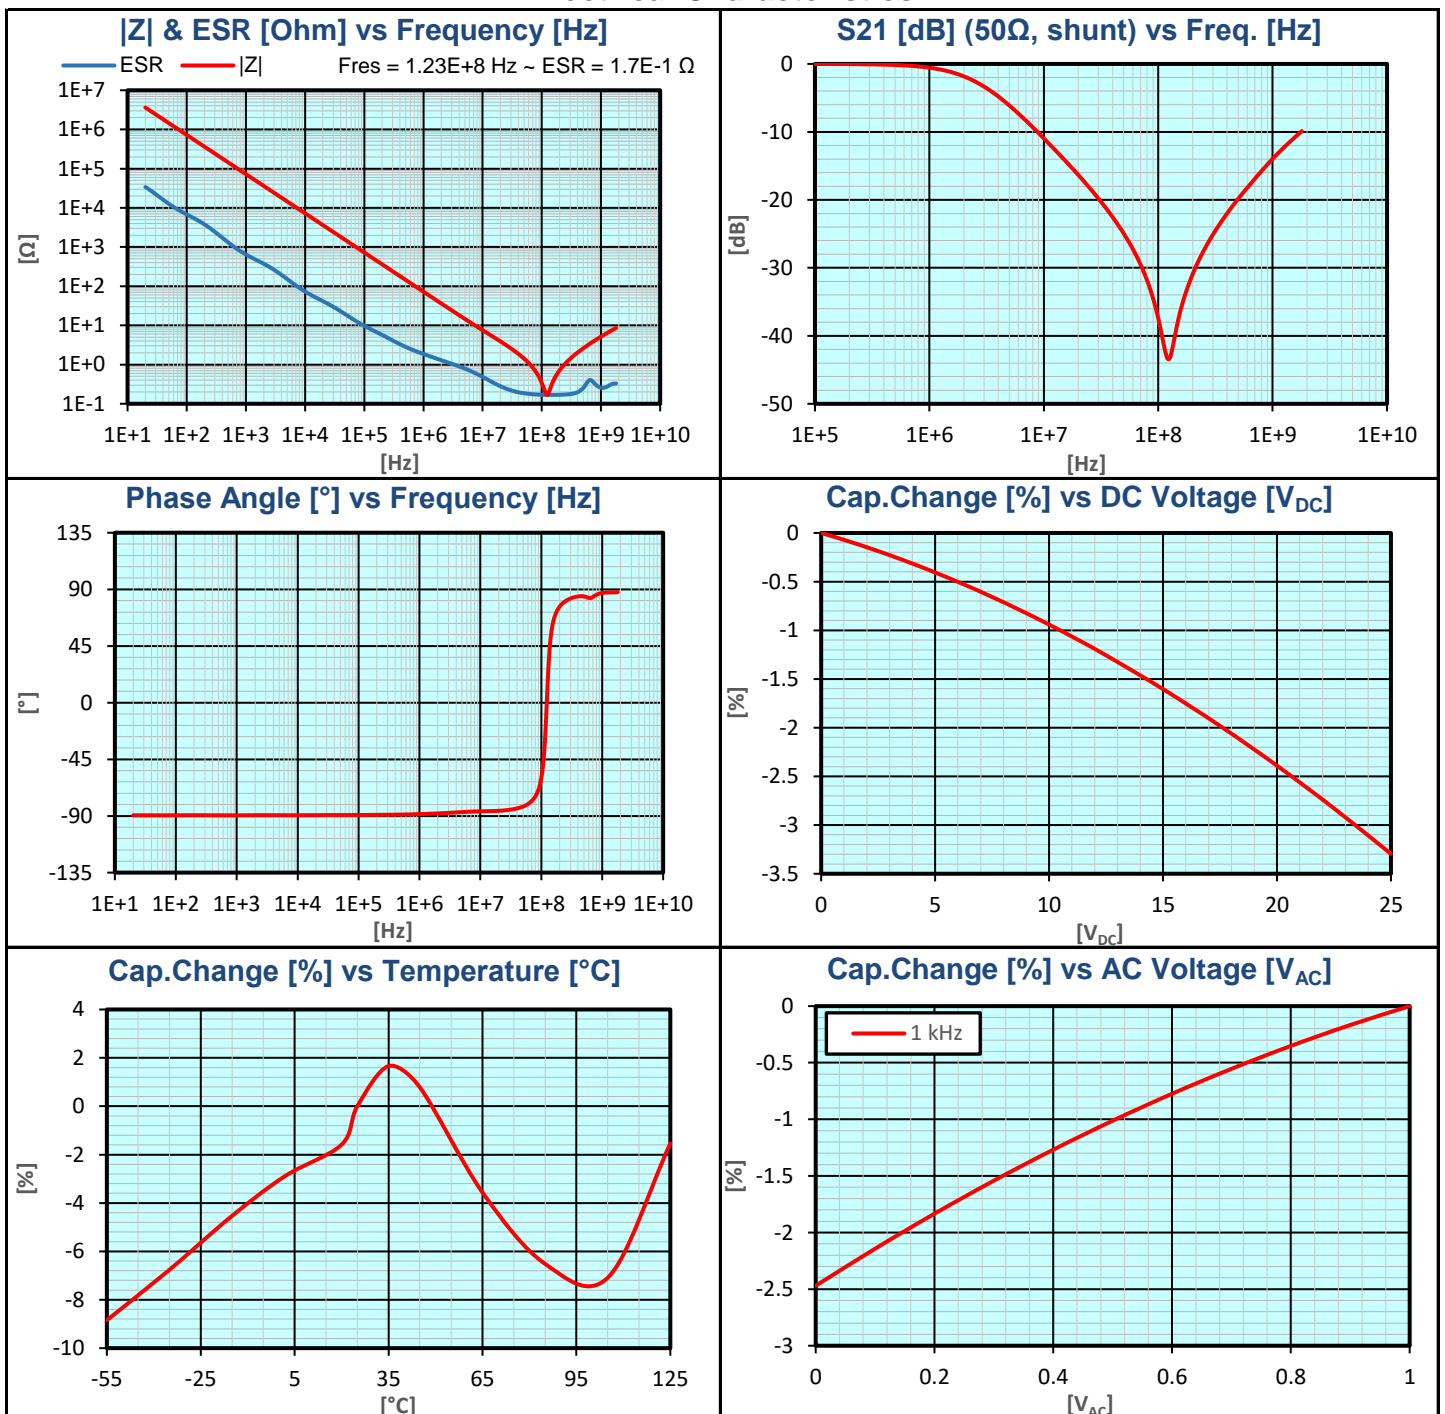 |Z| & ESR [Ohm] vs Frequency [Hz]
ESR |Z| Fres = 1.23E+8 Hz ~ ESR = 1.7E-1 Ω
1E+7
1E+6
1E+5
1E+4
1E+3
1E+2
1E+1
1E+0
1E-1
[Ω]
1E+1 1E+2 1E+3 1E+4 1E+5 1E+6 1E+7 1E+8 1E+9 1E+10
[Hz]
S21 [dB] (50Ω, shunt) vs Freq. [Hz]
0
-10
-20
-30
-40
-50
[dB]
1E+5 1E+6 1E+7 1E+8 1E+9 1E+10
[Hz]
Phase Angle [°] vs Frequency [Hz]
135
90
45
0
-45
-90
-135
[°]
1E+1 1E+2 1E+3 1E+4 1E+5 1E+6 1E+7 1E+8 1E+9 1E+10
[Hz]
Cap.Change [%] vs DC Voltage [VDC]
0
-0.5
-1
-1.5
-2
-2.5
-3
-3.5
[%]
0 5 10 15 20 25
[VDC]
Cap.Change [%] vs Temperature [°C]
4
2
0
-2
-4
-6
-8
-10
[%]
-55 -25 5 35 65 95 125
[°C]
Cap.Change [%] vs AC Voltage [VAC]
1 kHz
0
-0.5
-1
-1.5
-2
-2.5
-3
[%]
0 0.2 0.4 0.6 0.8 1
[VAC]